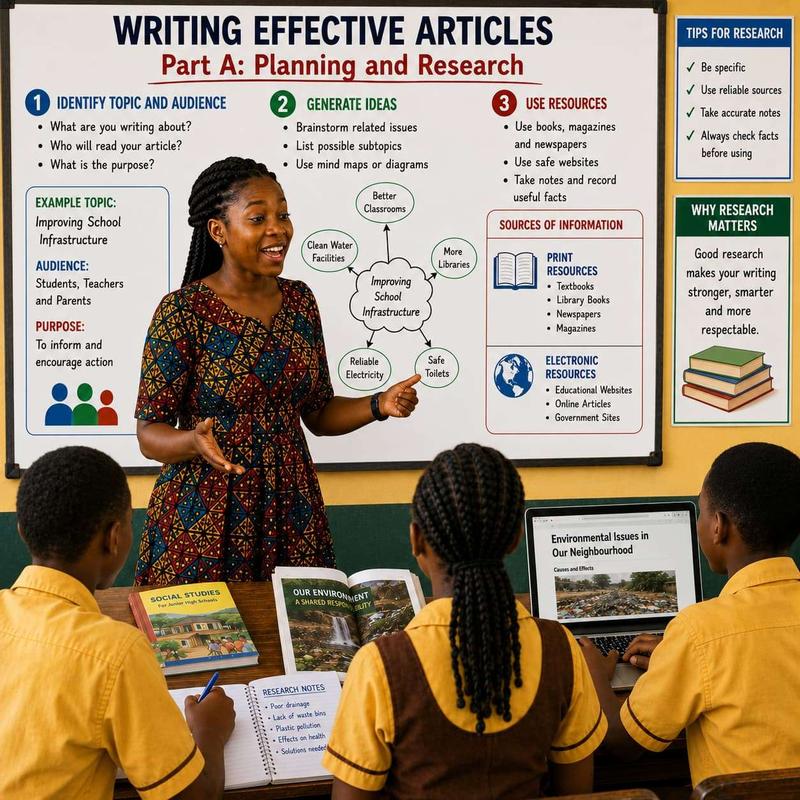 WRITING EFFECTIVE ARTICLES
Part A: Planning and Research
1 IDENTIFY TOPIC AND AUDIENCE
• What are you writing about?
• Who will read your article?
• What is the purpose?
2 GENERATE IDEAS
• Brainstorm related issues
• List possible subtopics
• Use mind maps or diagrams
3 USE RESOURCES
• Use books, magazines
and newspapers
• Use safe websites
• Take notes and record
useful facts
EXAMPLE TOPIC:
Improving School
Infrastructure
AUDIENCE:
Students, Teachers
and Parents
PURPOSE:
To inform and
encourage action
Better
Classrooms
Clean Water
Facilities
More
Libraries
Improving
School
Infrastructure
Reliable
Electricity
Safe
Toilets
SOURCES OF INFORMATION
PRINT
RESOURCES
• Textbooks
• Library Books
• Newspapers
• Magazines
ELECTRONIC
RESOURCES
• Educational Websites
• Online Articles
• Government Sites
TIPS FOR RESEARCH
✓ Be specific
✓ Use reliable sources
✓ Take accurate notes
✓ Always check facts
before using
WHY RESEARCH
MATTERS
Good research
makes your writing
stronger, smarter
and more
respectable.
SOCIAL STUDIES
For Junior High Schools
OUR ENVIRONMENT
A SHARED RESPONSIBILITY
Environmental Issues in
Our Neighbourhood
Causes and Effects
RESEARCH NOTES
• Poor drainage
• Lack of waste bins
• Plastic pollution
• Effects on health
• Solutions needed